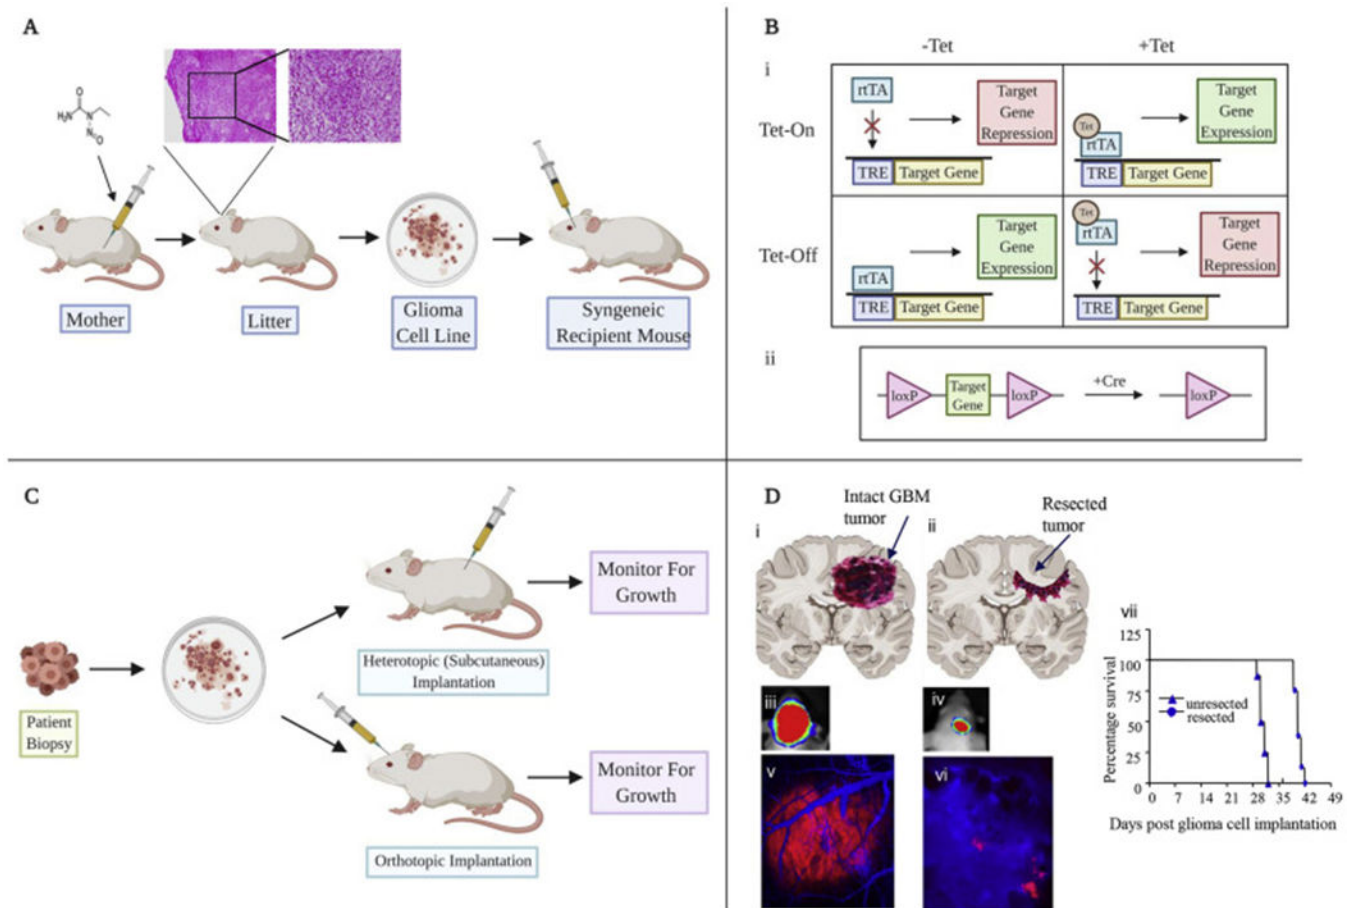 A
O
H₂N
N
NO
O
Mother
Litter
Glioma
Cell Line
Syngeneic
Recipient Mouse
B
-Tet
+Tet
i
Tet-On
rtTA
Target
Gene
Repression
TRE
Target Gene
Tet
rtTA
Target
Gene
Expression
TRE
Target Gene
Tet-Off
rtTA
Target
Gene
Expression
TRE
Target Gene
Tet
rtTA
Target
Gene
Repression
TRE
Target Gene
ii
loxP
Target
Gene
loxP
+Cre
loxP
C
Patient
Biopsy
Heterotopic (Subcutaneous)
Implantation
Monitor For
Growth
Orthotopic Implantation
Monitor For
Growth
D
i
Intact GBM
tumor
ii
Resected
tumor
iii
iv
v
vi
vii
Percentage survival
125
100
75
50
25
0
unresected
resected
0 7 14 21 28 35 42 49
Days post glioma cell implantation